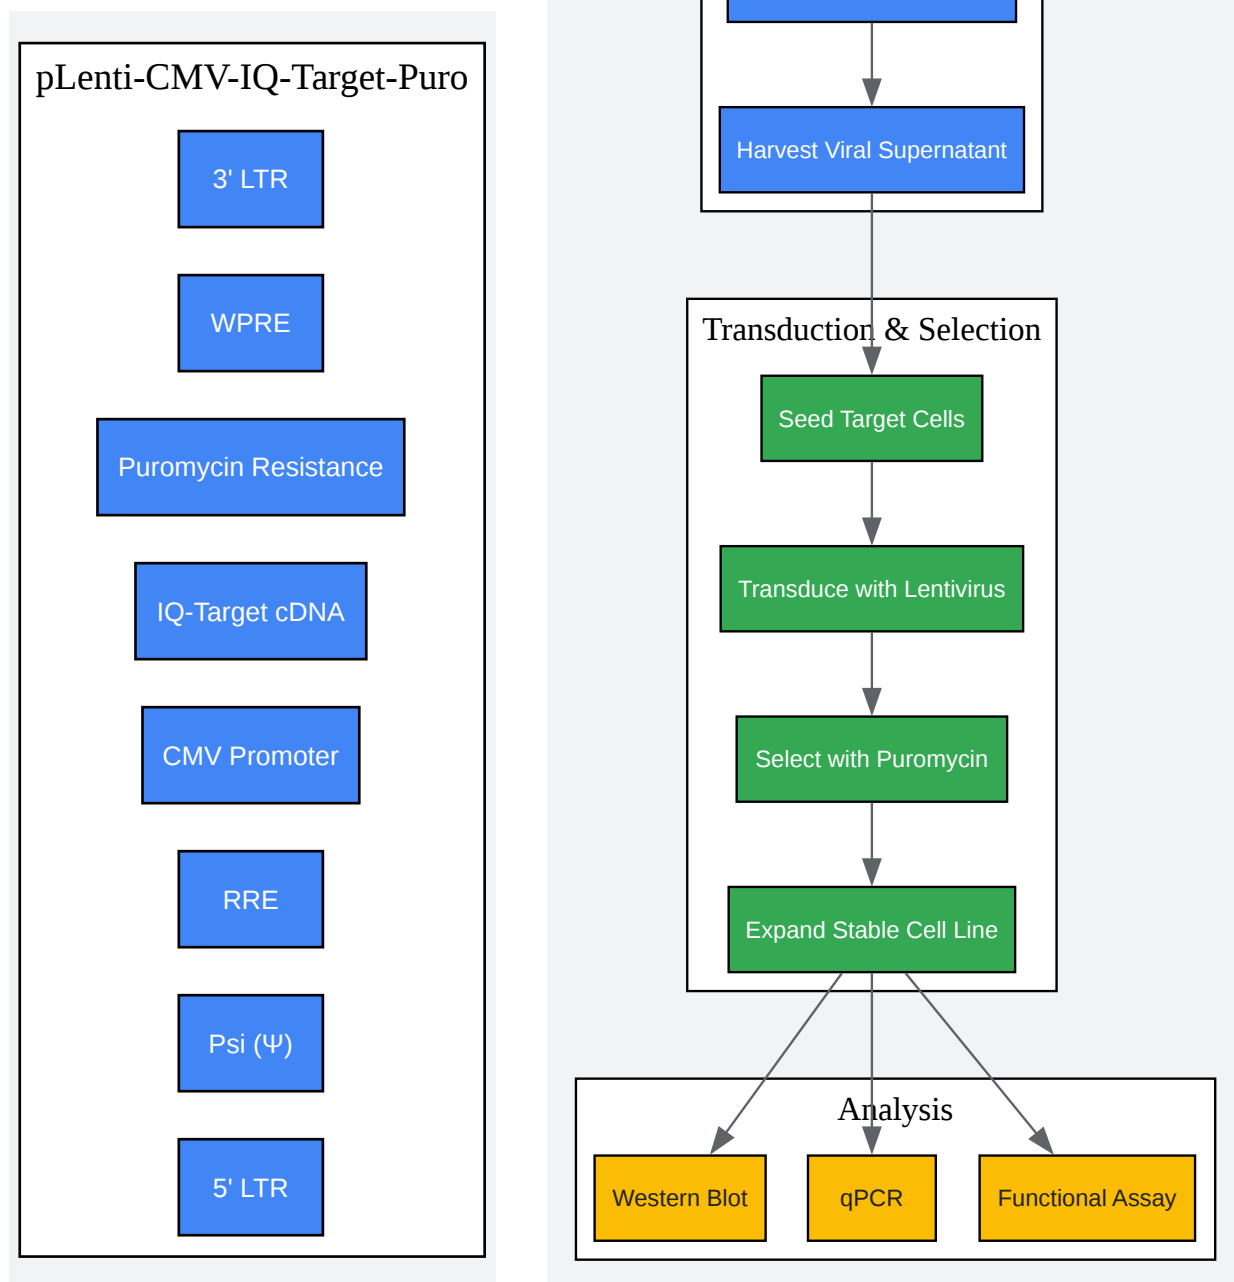 pLenti-CMV-IQ-Target-Puro
3' LTR
WPRE
Puromycin Resistance
IQ-Target cDNA
CMV Promoter
RRE
Psi (Ψ)
5' LTR
Harvest Viral Supernatant
Transduction & Selection
Seed Target Cells
Transduce with Lentivirus
Select with Puromycin
Expand Stable Cell Line
Analysis
Western Blot
qPCR
Functional Assay